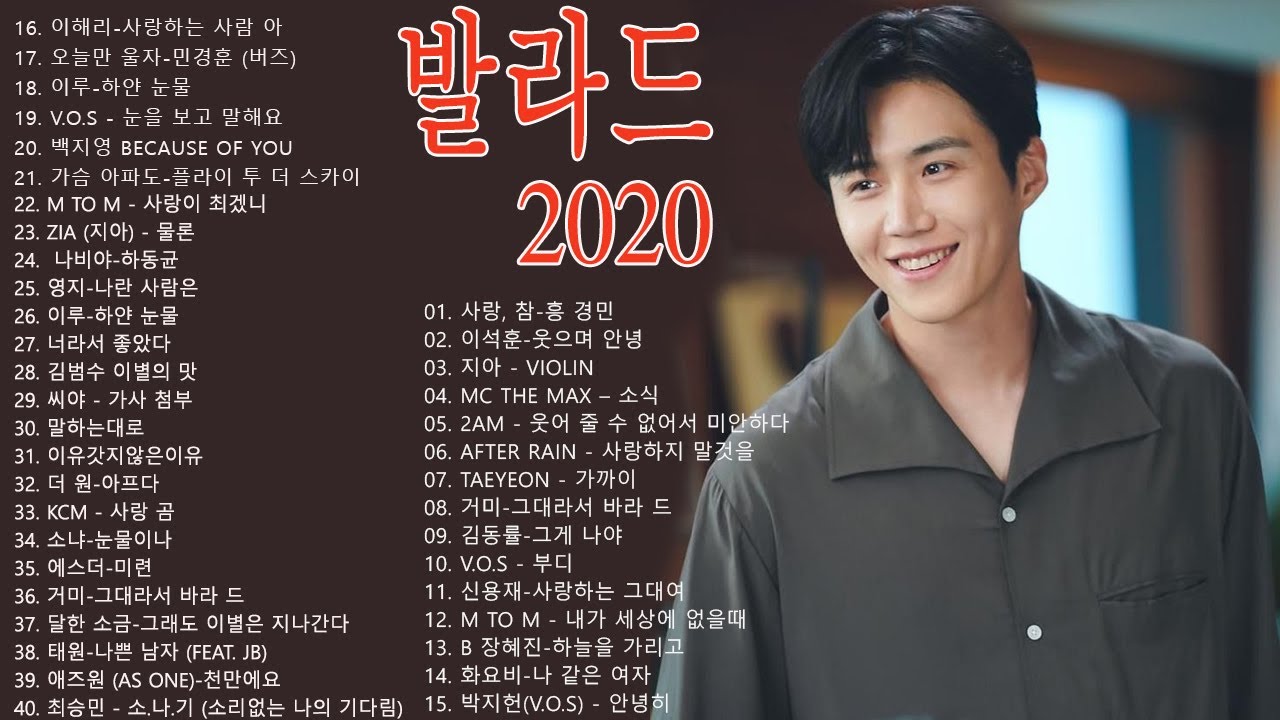 발라드
2020
01. 사랑, 참-흥 경민
02. 이석훈-웃으며 안녕
03. 지아 - VIOLIN
04. MC THE MAX – 소식
05. 2AM - 웃어 줄 수 없어서 미안하다
06. AFTER RAIN - 사랑하지 말것을
07. TAEYEON - 가까이
08. 거미-그대라서 바라 드
09. 김동률-그게 나야
10. V.O.S - 부디
11. 신용재-사랑하는 그대여
12. M TO M - 내가 세상에 없을때
13. B 장혜진-하늘을 가리고
14. 화요비-나 같은 여자
15. 박지헌(V.O.S) - 안녕히
16. 이해리-사랑하는 사람 아
17. 오늘만 울자-민경훈 (버즈)
18. 이루-하얀 눈물
19. V.O.S - 눈을 보고 말해요
20. 백지영 BECAUSE OF YOU
21. 가슴 아파도-플라이 투 더 스카이
22. M TO M - 사랑이 최겠니
23. ZIA (지아) - 물론
24. 나비야-하동균
25. 영지-나란 사람은
26. 이루-하얀 눈물
27. 너라서 좋았다
28. 김범수 이별의 맛
29. 씨야 - 가사 첨부
30. 말하는대로
31. 이유갓지않은이유
32. 더 원-아프다
33. KCM - 사랑 곰
34. 소냐-눈물이나
35. 에스더-미련
36. 거미-그대라서 바라 드
37. 달한 소금-그래도 이별은 지나간다
38. 태원-나쁜 남자 (FEAT. JB)
39. 애즈원 (AS ONE)-천만에요
40. 최승민 - 소.나.기 (소리없는 나의 기다림)